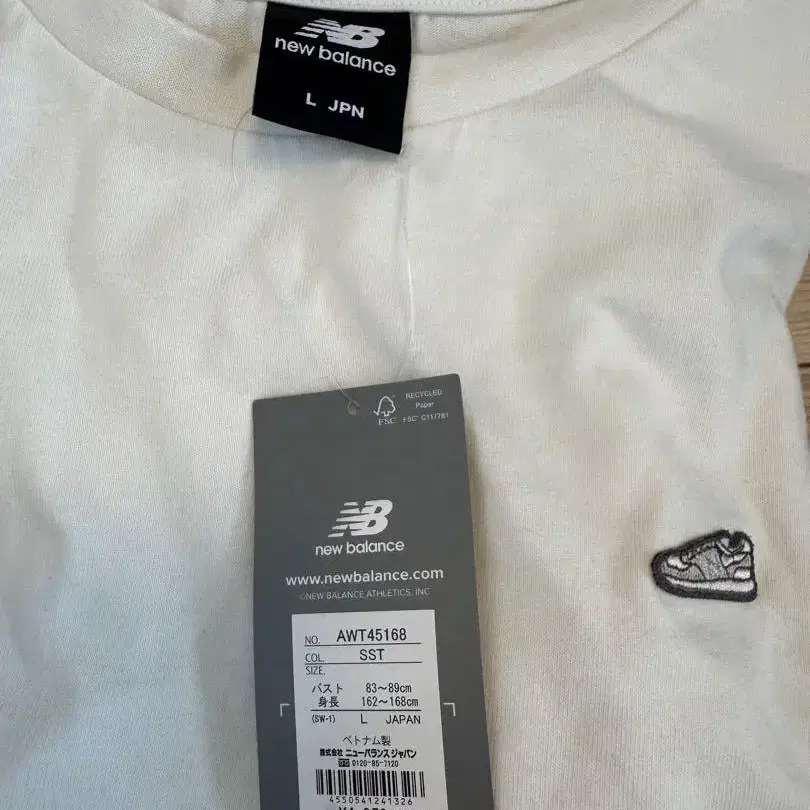 NB
new balance
L JPN
RECYCLED
Paper
FSC
FSC® C117761
NB
new balance
www.newbalance.com
©NEW BALANCE ATHLETICS, INC
NO. AWT45168
COL. SST
SIZE.
バスト 83～89cm
身長 162～168cm
(SW-1) L JAPAN
ベトナム製
株式会社 ニューバランス ジャパン
0120-85-7120
4550541241326